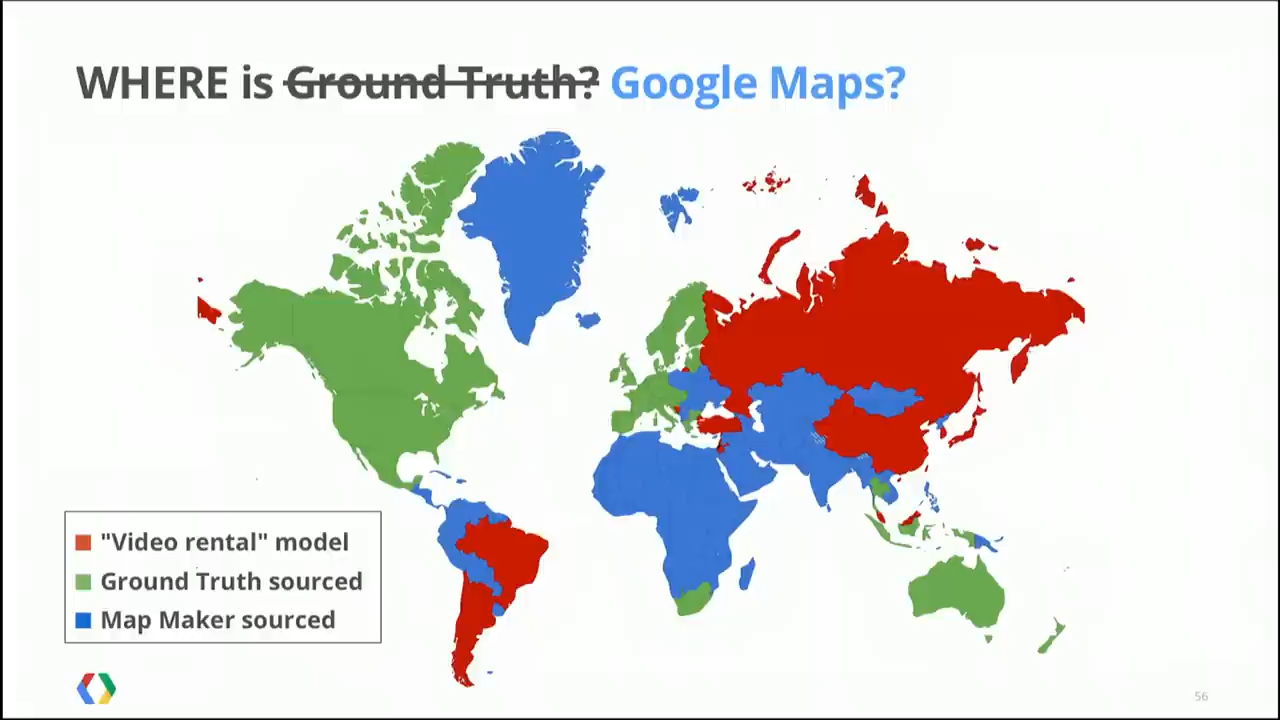 WHERE is Ground Truth? Google Maps?
"Video rental" model
Ground Truth sourced
Map Maker sourced
56